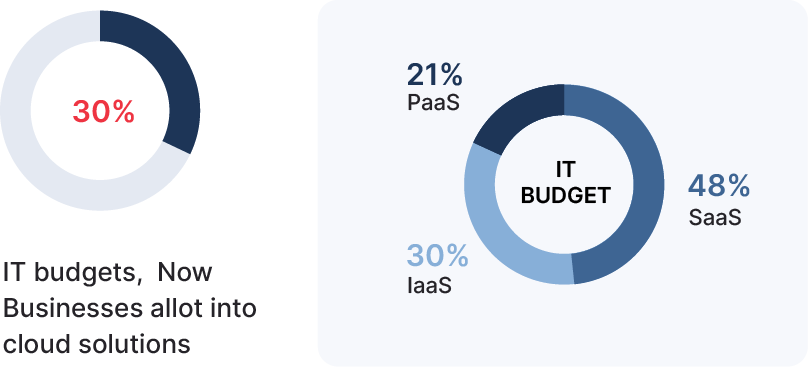 30%
IT budgets,  Now
Businesses allot into
cloud solutions
21%
PaaS
IT
BUDGET
48%
SaaS
30%
IaaS